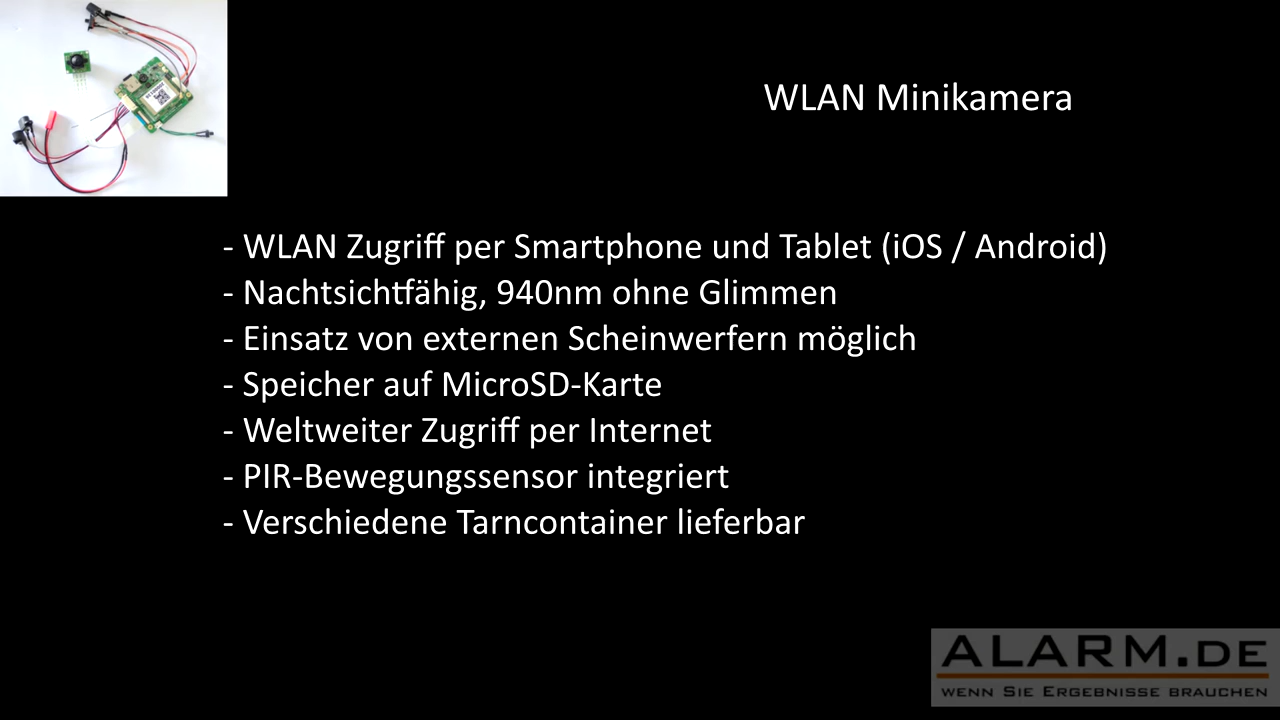 WLAN Minikamera
- WLAN Zugriff per Smartphone und Tablet (iOS / Android)
- Nachtsichtfähig, 940nm ohne Glimmen
- Einsatz von externen Scheinwerfern möglich
- Speicher auf MicroSD-Karte
- Weltweiter Zugriff per Internet
- PIR-Bewegungssensor integriert
- Verschiedene Tarncontainer lieferbar
ALARM.DE
WENN SIE ERGEBNISSE BRAUCHEN